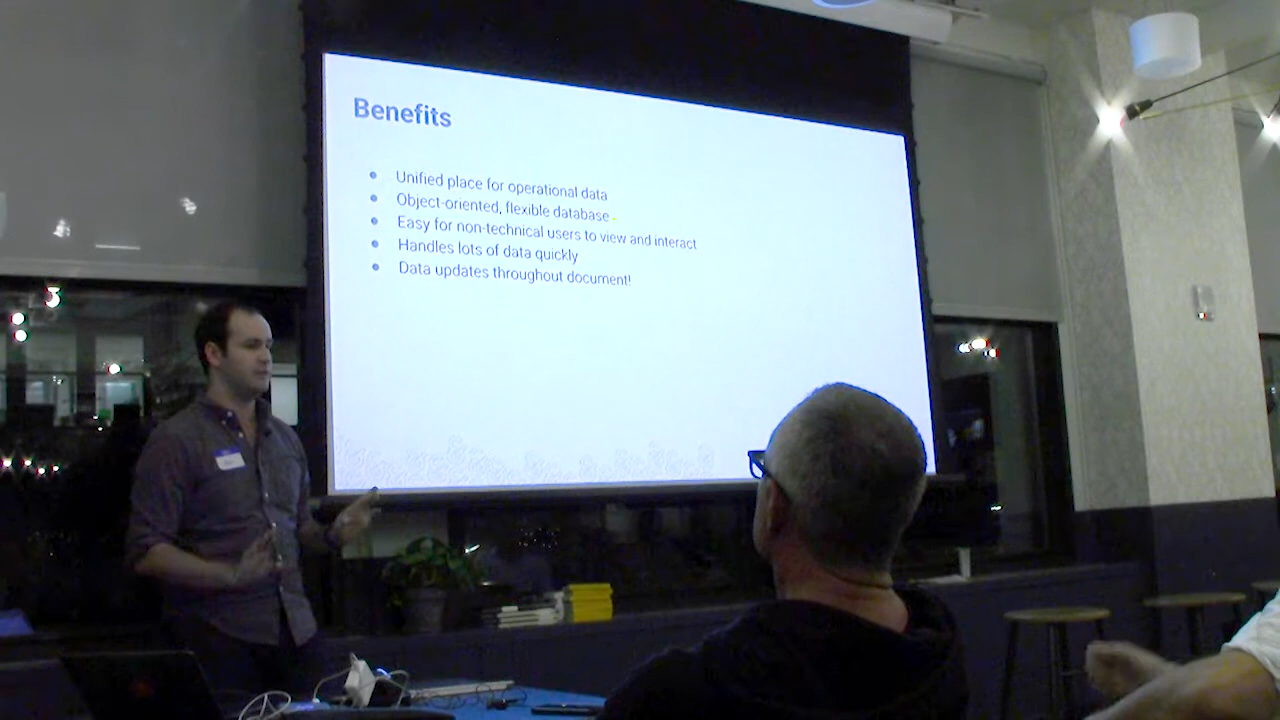 Benefits
Unified place for operational data
Object-oriented, flexible database
Easy for non-technical users to view and interact
Handles lots of data quickly
Data updates throughout document!